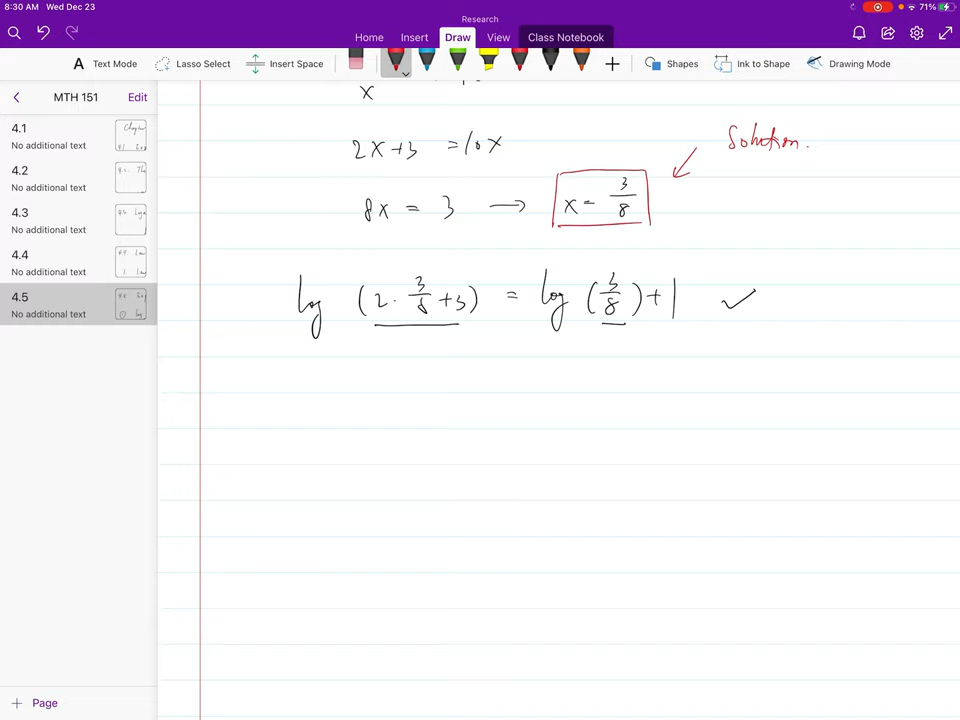 8:30 AM Wed Dec 23
71%
Research
Home Insert Draw View Class Notebook
Text Mode Lasso Select Insert Space Shapes Ink to Shape Drawing Mode
MTH 151 Edit
4.1
No additional text
4.2
No additional text
4.3
No additional text
4.4
No additional text
4.5
No additional text
Page
x
2x+3 = 10x
Solution.
8x = 3 → x = 3/8
log (2 · 3/8 + 3) = log (3/8) + 1 ✓